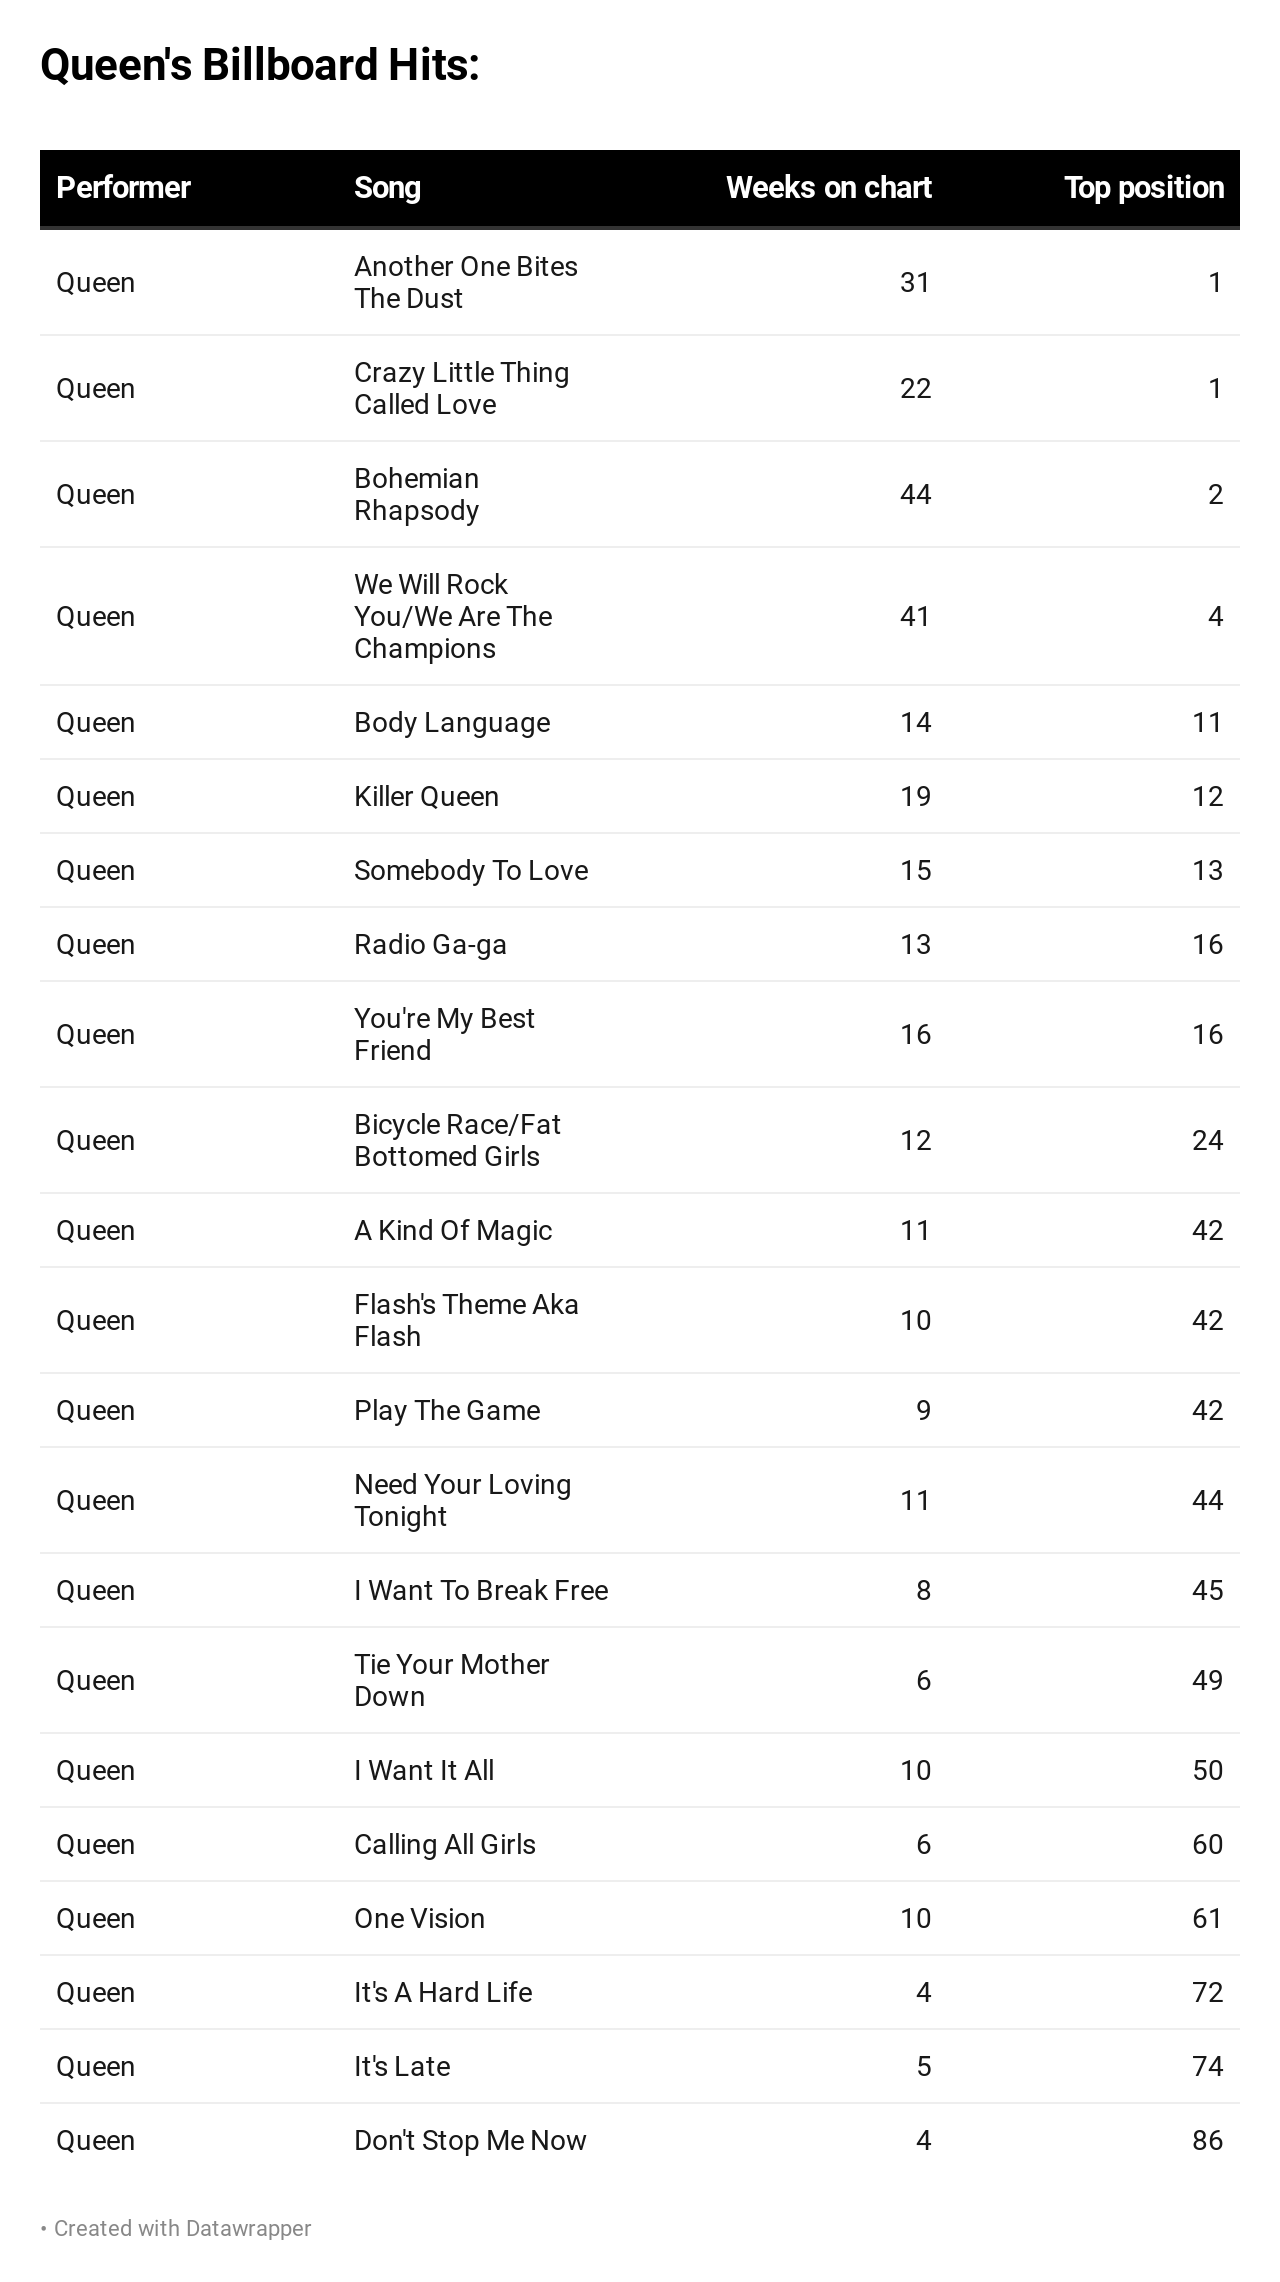 Queen's Billboard Hits:
Performer Song Weeks on chart Top position
Queen Another One Bites The Dust 31 1
Queen Crazy Little Thing Called Love 22 1
Queen Bohemian Rhapsody 44 2
Queen We Will Rock You/We Are The Champions 41 4
Queen Body Language 14 11
Queen Killer Queen 19 12
Queen Somebody To Love 15 13
Queen Radio Ga-ga 13 16
Queen You're My Best Friend 16 16
Queen Bicycle Race/Fat Bottomed Girls 12 24
Queen A Kind Of Magic 11 42
Queen Flash's Theme Aka Flash 10 42
Queen Play The Game 9 42
Queen Need Your Loving Tonight 11 44
Queen I Want To Break Free 8 45
Queen Tie Your Mother Down 6 49
Queen I Want It All 10 50
Queen Calling All Girls 6 60
Queen One Vision 10 61
Queen It's A Hard Life 4 72
Queen It's Late 5 74
Queen Don't Stop Me Now 4 86
• Created with Datawrapper